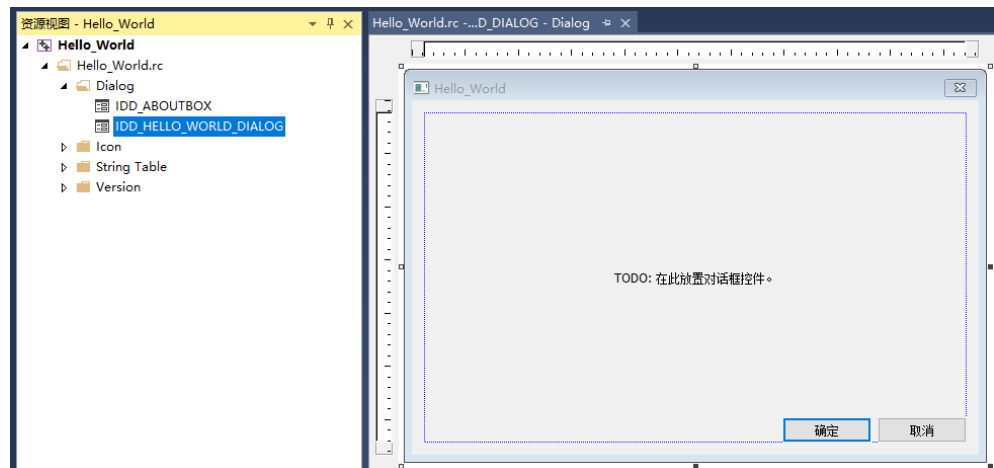 资源视图 - Hello_World
Hello_World
Hello_World.rc
Dialog
IDD_ABOUTBOX
IDD_HELLO_WORLD_DIALOG
Icon
String Table
Version
Hello_World.rc -...D_DIALOG - Dialog
Hello_World
TODO: 在此放置对话框控件。
确定
取消